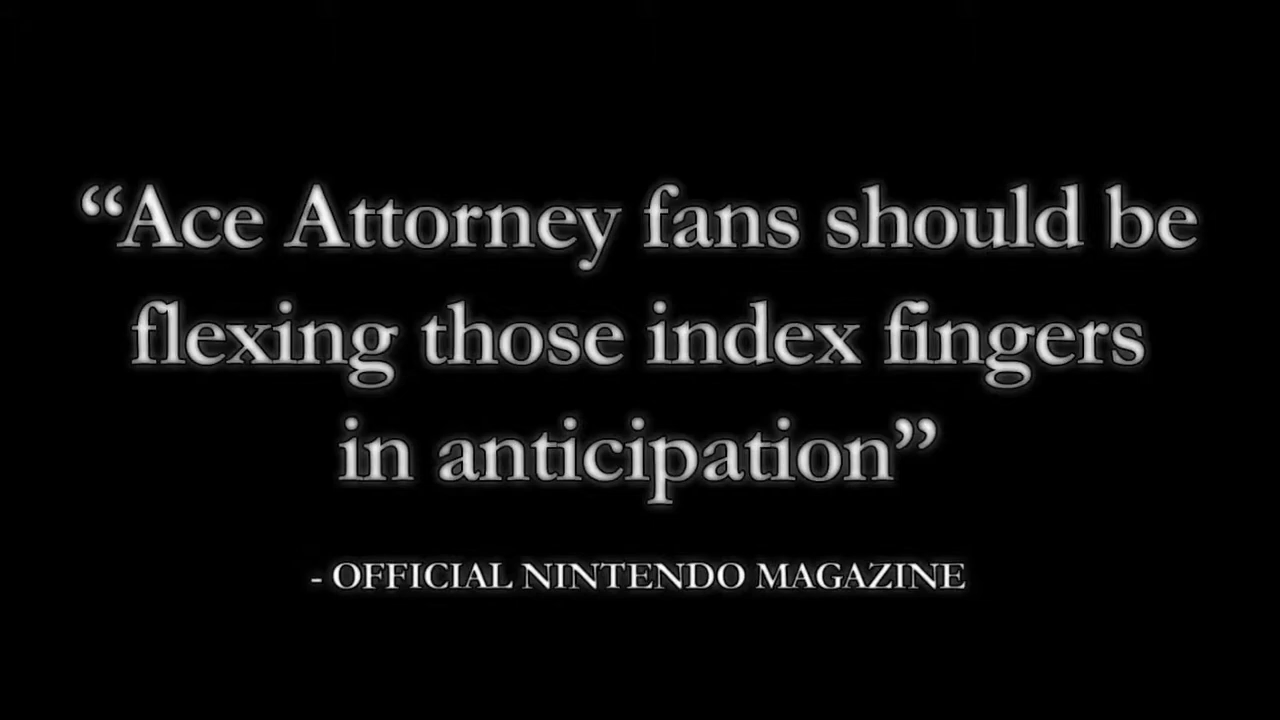 “Ace Attorney fans should be
flexing those index fingers
in anticipation”
- OFFICIAL NINTENDO MAGAZINE